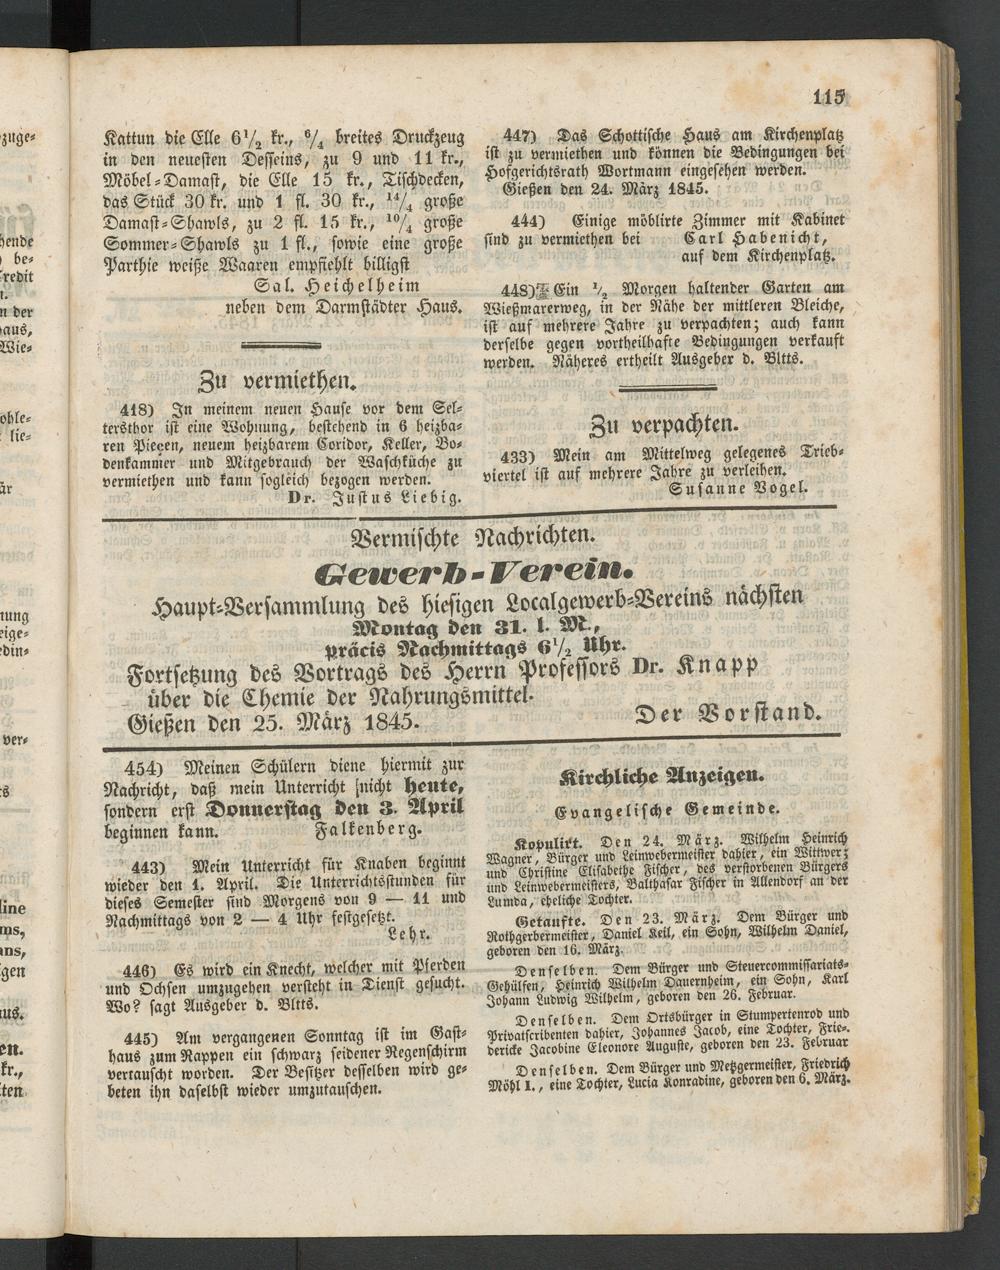 115
Kattun die Elle 6 1/2 kr., 6/4 breites Druckzeug
in den neuesten Desseins, zu 9 und 11 kr.,
Möbel-Damast, die Elle 15 kr., Tischdecken,
das Stück 30 kr. und 1 fl. 30 kr., 14/4 große
Damast-Shawls, zu 2 fl. 15 kr., 10/4 große
Sommer-Shawls zu 1 fl., sowie eine große
Parthie weiße Waaren empfiehlt billigst
Sal. Heichelheim
neben dem Darmstädter Haus.
Zu vermiethen.
418) In meinem neuen Hause vor dem Sel-
tersthor ist eine Wohnung, bestehend in 6 heizba-
ren Pieçen, neuem heizbarem Coridor, Keller, Bo-
denkammer und Mitgebrauch der Waschküche zu
vermiethen und kann sogleich bezogen werden.
Dr. Justus Liebig.
447) Das Schottische Haus am Kirchenplatz
ist zu vermiethen und können die Bedingungen bei
Hofgerichtsrath Wortmann eingesehen werden.
Gießen den 24. März 1845.
444) Einige möblirte Zimmer mit Kabinet
sind zu vermiethen bei Carl Habenicht,
auf dem Kirchenplatz.
448) Ein 1/2 Morgen haltender Garten am
Wießmarerweg, in der Nähe der mittleren Bleiche,
ist auf mehrere Jahre zu verpachten; auch kann
derselbe gegen vortheilhafte Bedingungen verkauft
werden. Näheres ertheilt Ausgeber d. Bltts.
Zu verpachten.
433) Mein am Mittelweg gelegenes Trieb-
viertel ist auf mehrere Jahre zu verleihen.
Susanne Vogel.
Vermischte Nachrichten.
Gewerb-Verein.
Haupt-Versammlung des hiesigen Localgewerb-Vereins nächsten
Montag den 31. l. M.,
präcis Nachmittags 6 1/2 Uhr.
Fortsetzung des Vortrags des Herrn Professors Dr. Knapp
über die Chemie der Nahrungsmittel.
Gießen den 25. März 1845. Der Vorstand.
454) Meinen Schülern diene hiermit zur
Nachricht, daß mein Unterricht nicht heute,
sondern erst Donnerstag den 3. April
beginnen kann. Falkenberg.
443) Mein Unterricht für Knaben beginnt
wieder den 1. April. Die Unterrichtsstunden für
dieses Semester sind Morgens von 9 — 11 und
Nachmittags von 2 — 4 Uhr festgesetzt.
Lehr.
446) Es wird ein Knecht, welcher mit Pferden
und Ochsen umzugehen versteht in Dienst gesucht.
Wo? sagt Ausgeber d. Bltts.
445) Am vergangenen Sonntag ist im Gast-
haus zum Rappen ein schwarz seidener Regenschirm
vertauscht worden. Der Besitzer desselben wird ge-
beten ihn daselbst wieder umzutauschen.
Kirchliche Anzeigen.
Evangelische Gemeinde.
Kopulirt. Den 24. März. Wilhelm Heinrich
Wagner, Bürger und Leinwebermeister dahier, ein Wittwer;
und Christine Elisabethe Fischer, des verstorbenen Bürgers
und Leinwebermeisters, Balthasar Fischer in Allendorf an der
Lumda, eheliche Tochter.
Getaufte. Den 23. März. Dem Bürger und
Rothgerbermeister, Daniel Keil, ein Sohn, Wilhelm Daniel,
geboren den 16. März.
Denselben. Dem Bürger und Steuercommissariats-
Gehülfen, Heinrich Wilhelm Dauernheim, ein Sohn, Karl
Johann Ludwig Wilhelm, geboren den 26. Februar.
Denselben. Dem Ortsbürger in Stumpertenrod und
Privatscribenten dahier, Johannes Jacob, eine Tochter, Frie-
dericke Jacobine Eleonore Auguste, geboren den 23. Februar
Denselben. Dem Bürger und Metzgermeister, Friedrich
Möhl I., eine Tochter, Lucia Konradine, geboren den 6. März.